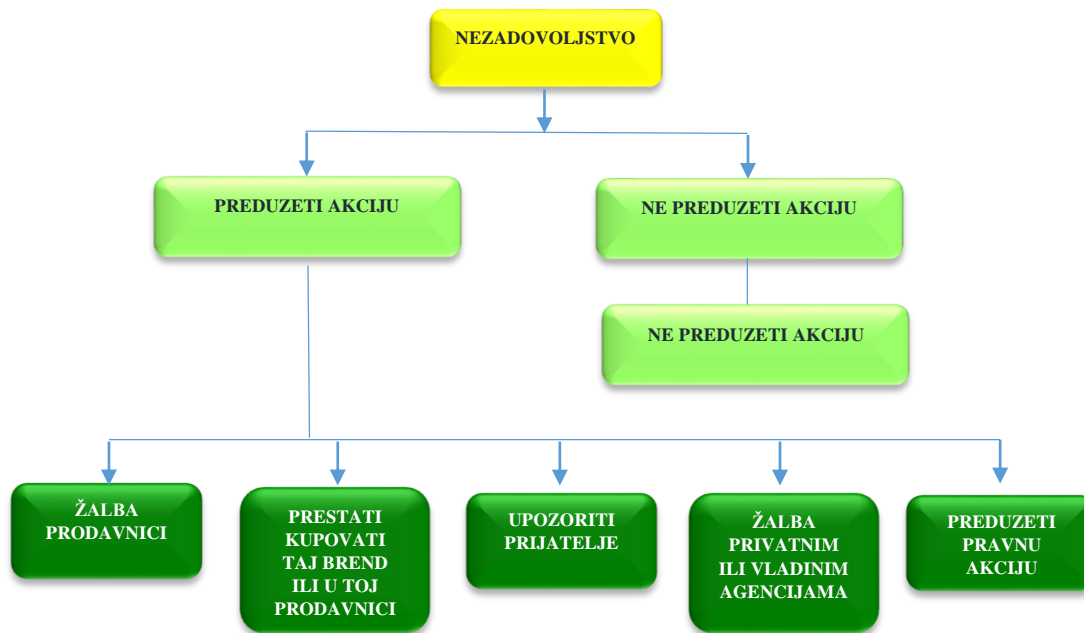 NEZADOVOLJSTVO
PREDUZETI AKCIJU
NE PREDUZETI AKCIJU
NE PREDUZETI AKCIJU
ŽALBA
PRODAVNICI
PRESTATI
KUPOVATI
TAJ BREND
ILI U TOJ
PRODAVNICI
UPOZORITI
PRIJATELJE
ŽALBA
PRIVATNIM
ILI VLADINIM
AGENCIJAMA
PREDUZETI
PRAVNU
AKCIJU